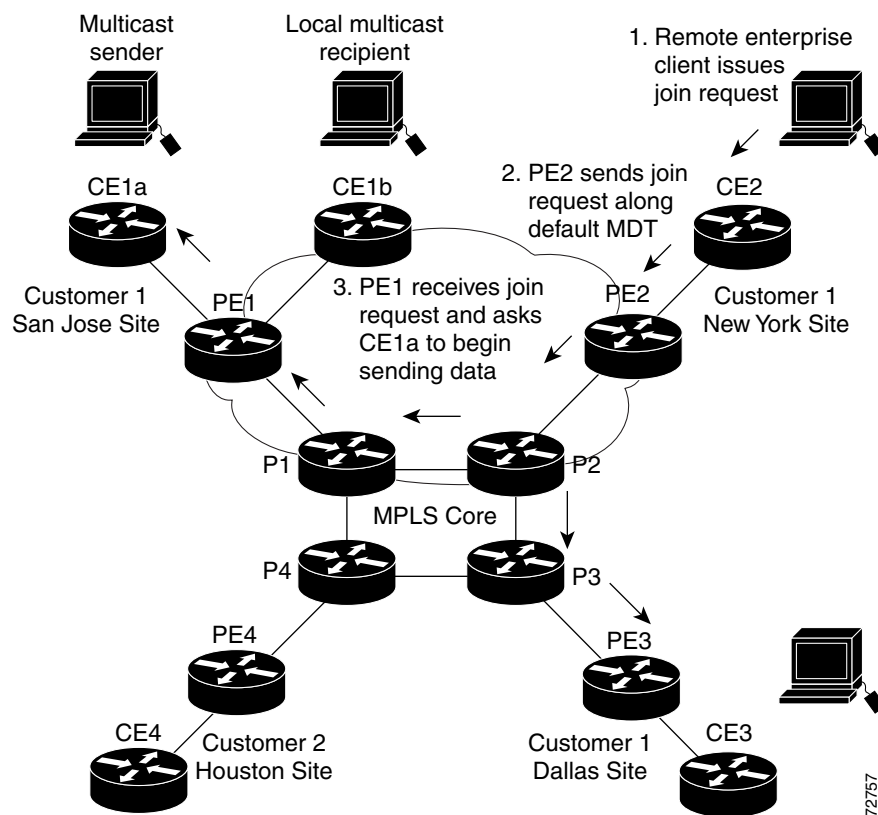 Multicast
sender
Local multicast
recipient
1. Remote enterprise
client issues
join request
CE1a
CE1b
2. PE2 sends join
request along
default MDT
CE2
Customer 1
San Jose Site
PE1
3. PE1 receives join
request and asks
CE1a to begin
sending data
PE2
Customer 1
New York Site
P1
P2
MPLS Core
P4
P3
PE4
PE3
CE4
Customer 2
Houston Site
Customer 1
Dallas Site
CE3
72757